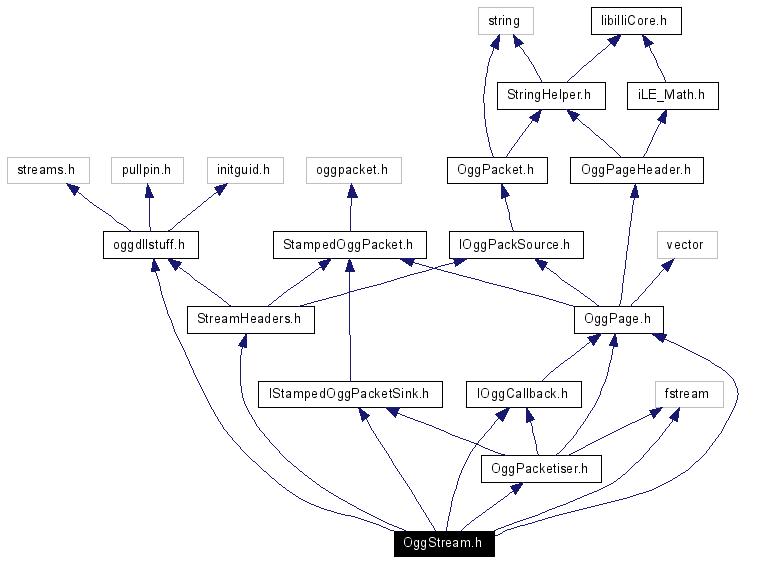 string
libilliCore.h
StringHelper.h
iLE_Math.h
streams.h
pullpin.h
initguid.h
oggpacket.h
OggPacket.h
OggPageHeader.h
oggdllstuff.h
StampedOggPacket.h
IOggPackSource.h
vector
StreamHeaders.h
OggPage.h
IStampedOggPacketSink.h
IOggCallback.h
fstream
OggPacketiser.h
OggStream.h